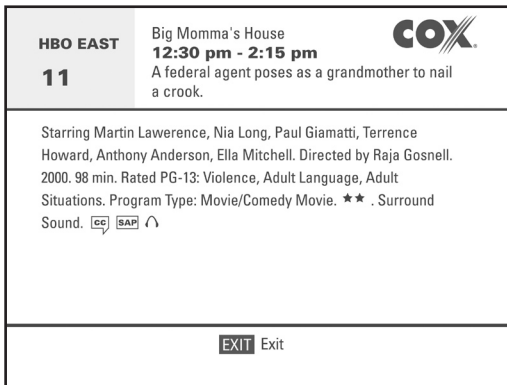 HBO EAST
11
Big Momma's House
12:30 pm - 2:15 pm
A federal agent poses as a grandmother to nail
a crook.
COX
Starring Martin Lawerence, Nia Long, Paul Giamatti, Terrence
Howard, Anthony Anderson, Ella Mitchell. Directed by Raja Gosnell.
2000. 98 min. Rated PG-13: Violence, Adult Language, Adult
Situations. Program Type: Movie/Comedy Movie. ★★ . Surround
Sound. CC SAP
EXIT Exit